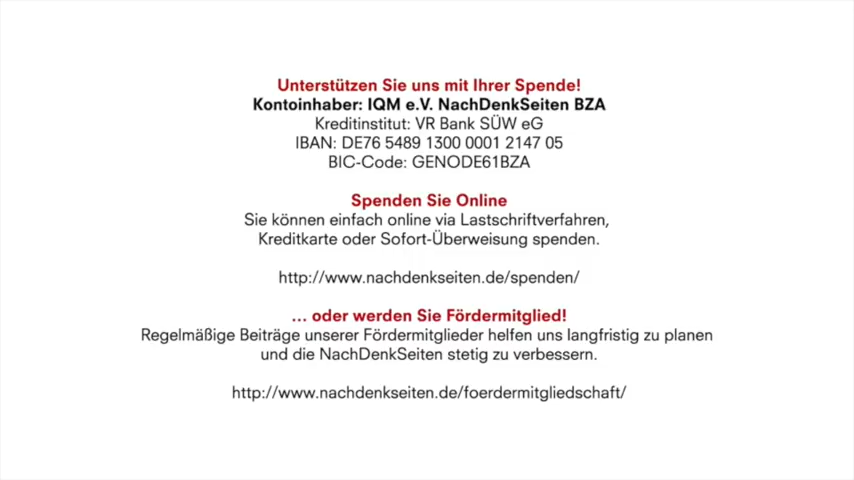 Unterstützen Sie uns mit Ihrer Spende!
Kontoinhaber: IQM e.V. NachDenkSeiten BZA
Kreditinstitut: VR Bank SÜW eG
IBAN: DE76 5489 1300 0001 2147 05
BIC-Code: GENODE61BZA
Spenden Sie Online
Sie können einfach online via Lastschriftverfahren,
Kreditkarte oder Sofort-Überweisung spenden.
http://www.nachdenkseiten.de/spenden/
... oder werden Sie Fördermitglied!
Regelmäßige Beiträge unserer Fördermitglieder helfen uns langfristig zu planen
und die NachDenkSeiten stetig zu verbessern.
http://www.nachdenkseiten.de/foerdermitgliedschaft/